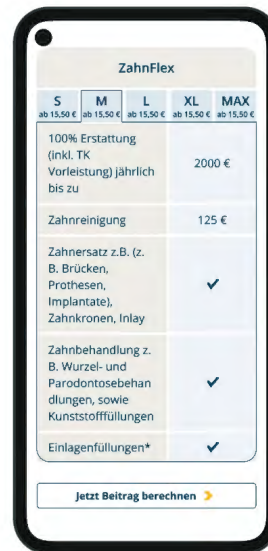 ZahnFlex
S M L XL MAX
ab 15,50 € ab 15,50 € ab 15,50 € ab 15,50 € ab 15,50 €
100% Erstattung
(inkl. TK
Vorleistung) jährlich
bis zu
2000 €
Zahnreinigung 125 €
Zahnersatz z.B. (z.
B. Brücken,
Prothesen,
Implantate),
Zahnkronen, Inlay
✓
Zahnbehandlung z.
B. Wurzel- und
Parodontosebehan
dlungen, sowie
Kunststofffüllungen
✓
Einlagenfüllungen* ✓
Jetzt Beitrag berechnen